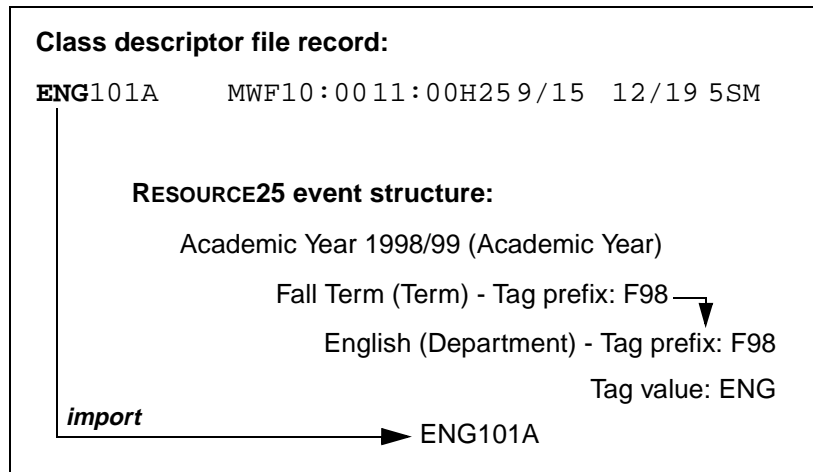 Class descriptor file record:
ENG101A MWF10:0011:00H259/15 12/19 5SM
RESOURCE25 event structure:
Academic Year 1998/99 (Academic Year)
Fall Term (Term) - Tag prefix: F98
English (Department) - Tag prefix: F98
Tag value: ENG
import
ENG101A